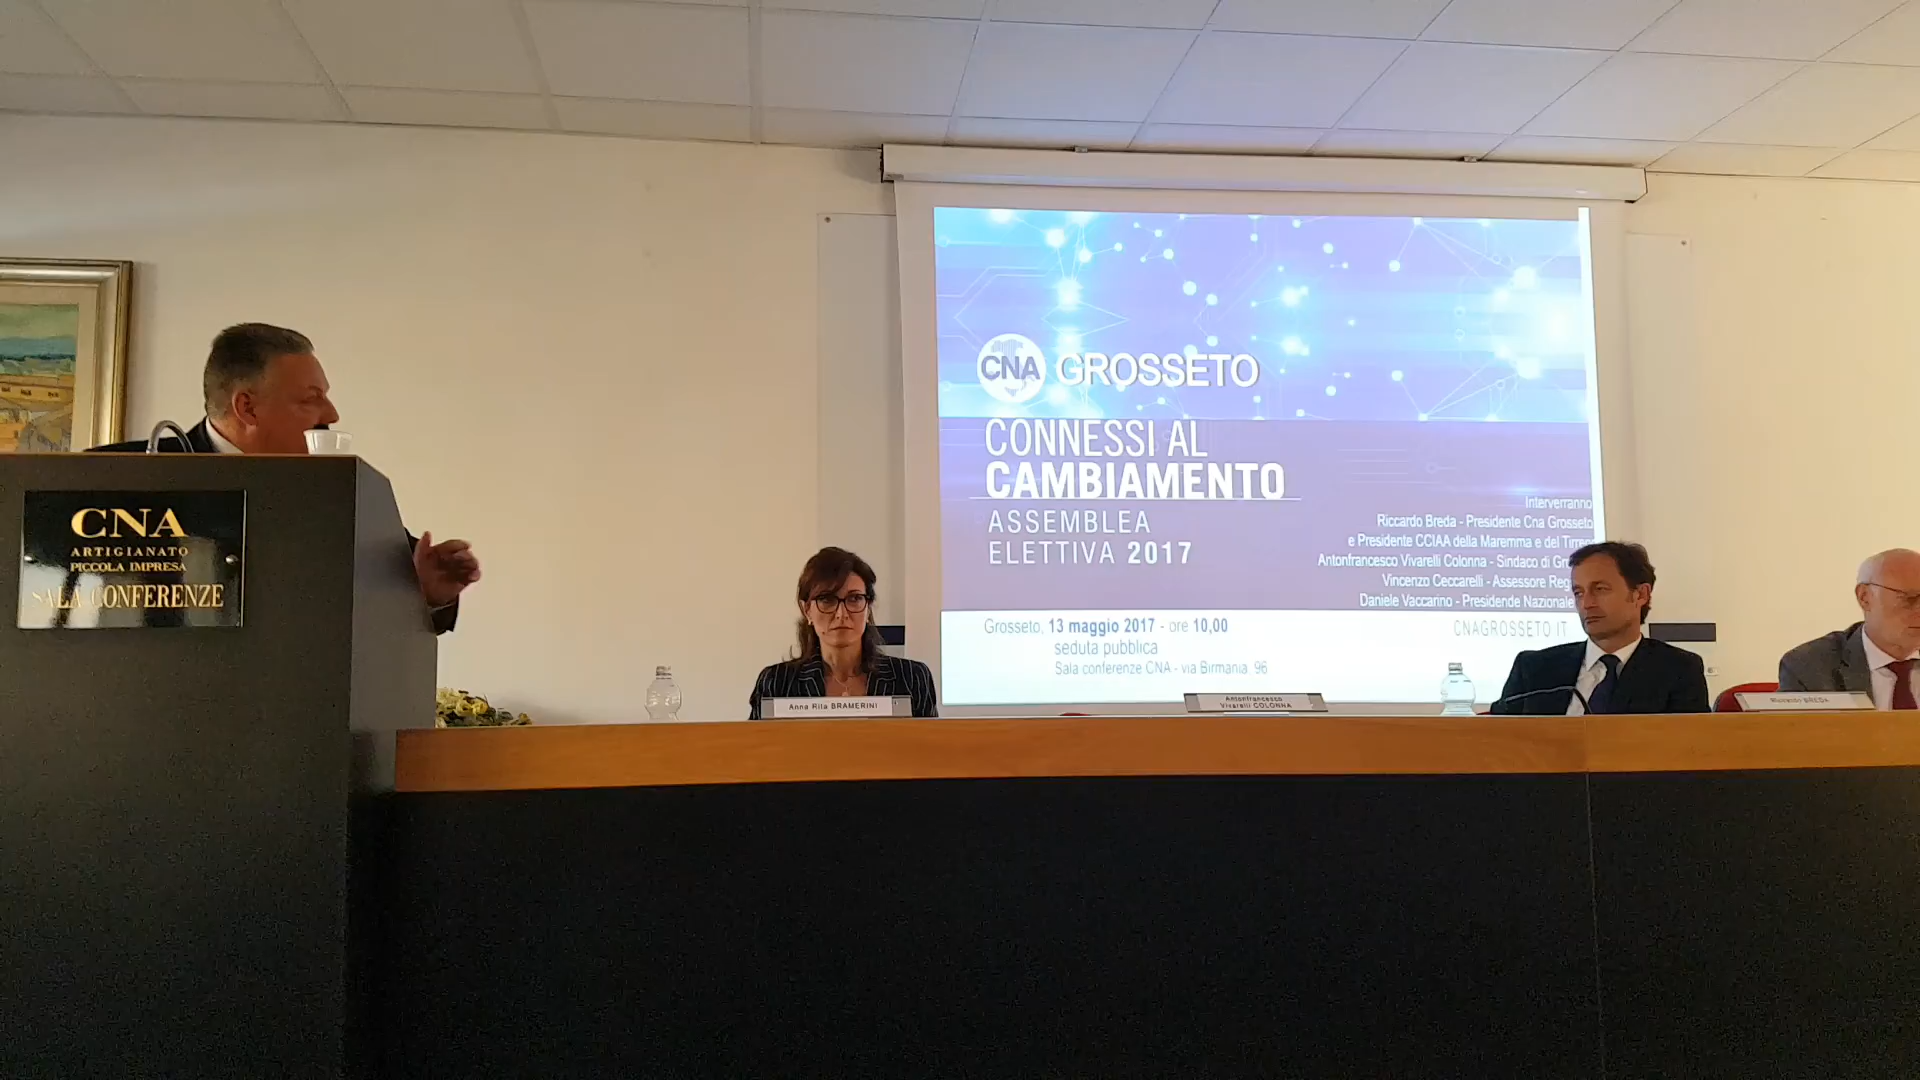 CNA
ARTIGIANATO
PICCOLA IMPRESA
SALA CONFERENZE
CNA GROSSETO
CONNESSI AL
CAMBIAMENTO
ASSEMBLEA
ELETTIVA 2017
Interverranno
Riccardo Breda - Presidente Cna Grosseto
e Presidente CCIAA della Maremma e del Tirreno
Antonfrancesco Vivarelli Colonna - Sindaco di
Vincenzo Ceccarelli - Assessore
Daniele Vaccarino - Presidende Nazionale
Grosseto, 13 maggio 2017 - ore 10,00
seduta pubblica
Sala conferenze CNA - via Birmania 96
CNAGROSSETO.IT
Anna Rita BRAMERINI
Antonfrancesco
Vivarelli COLONNA
BREDA